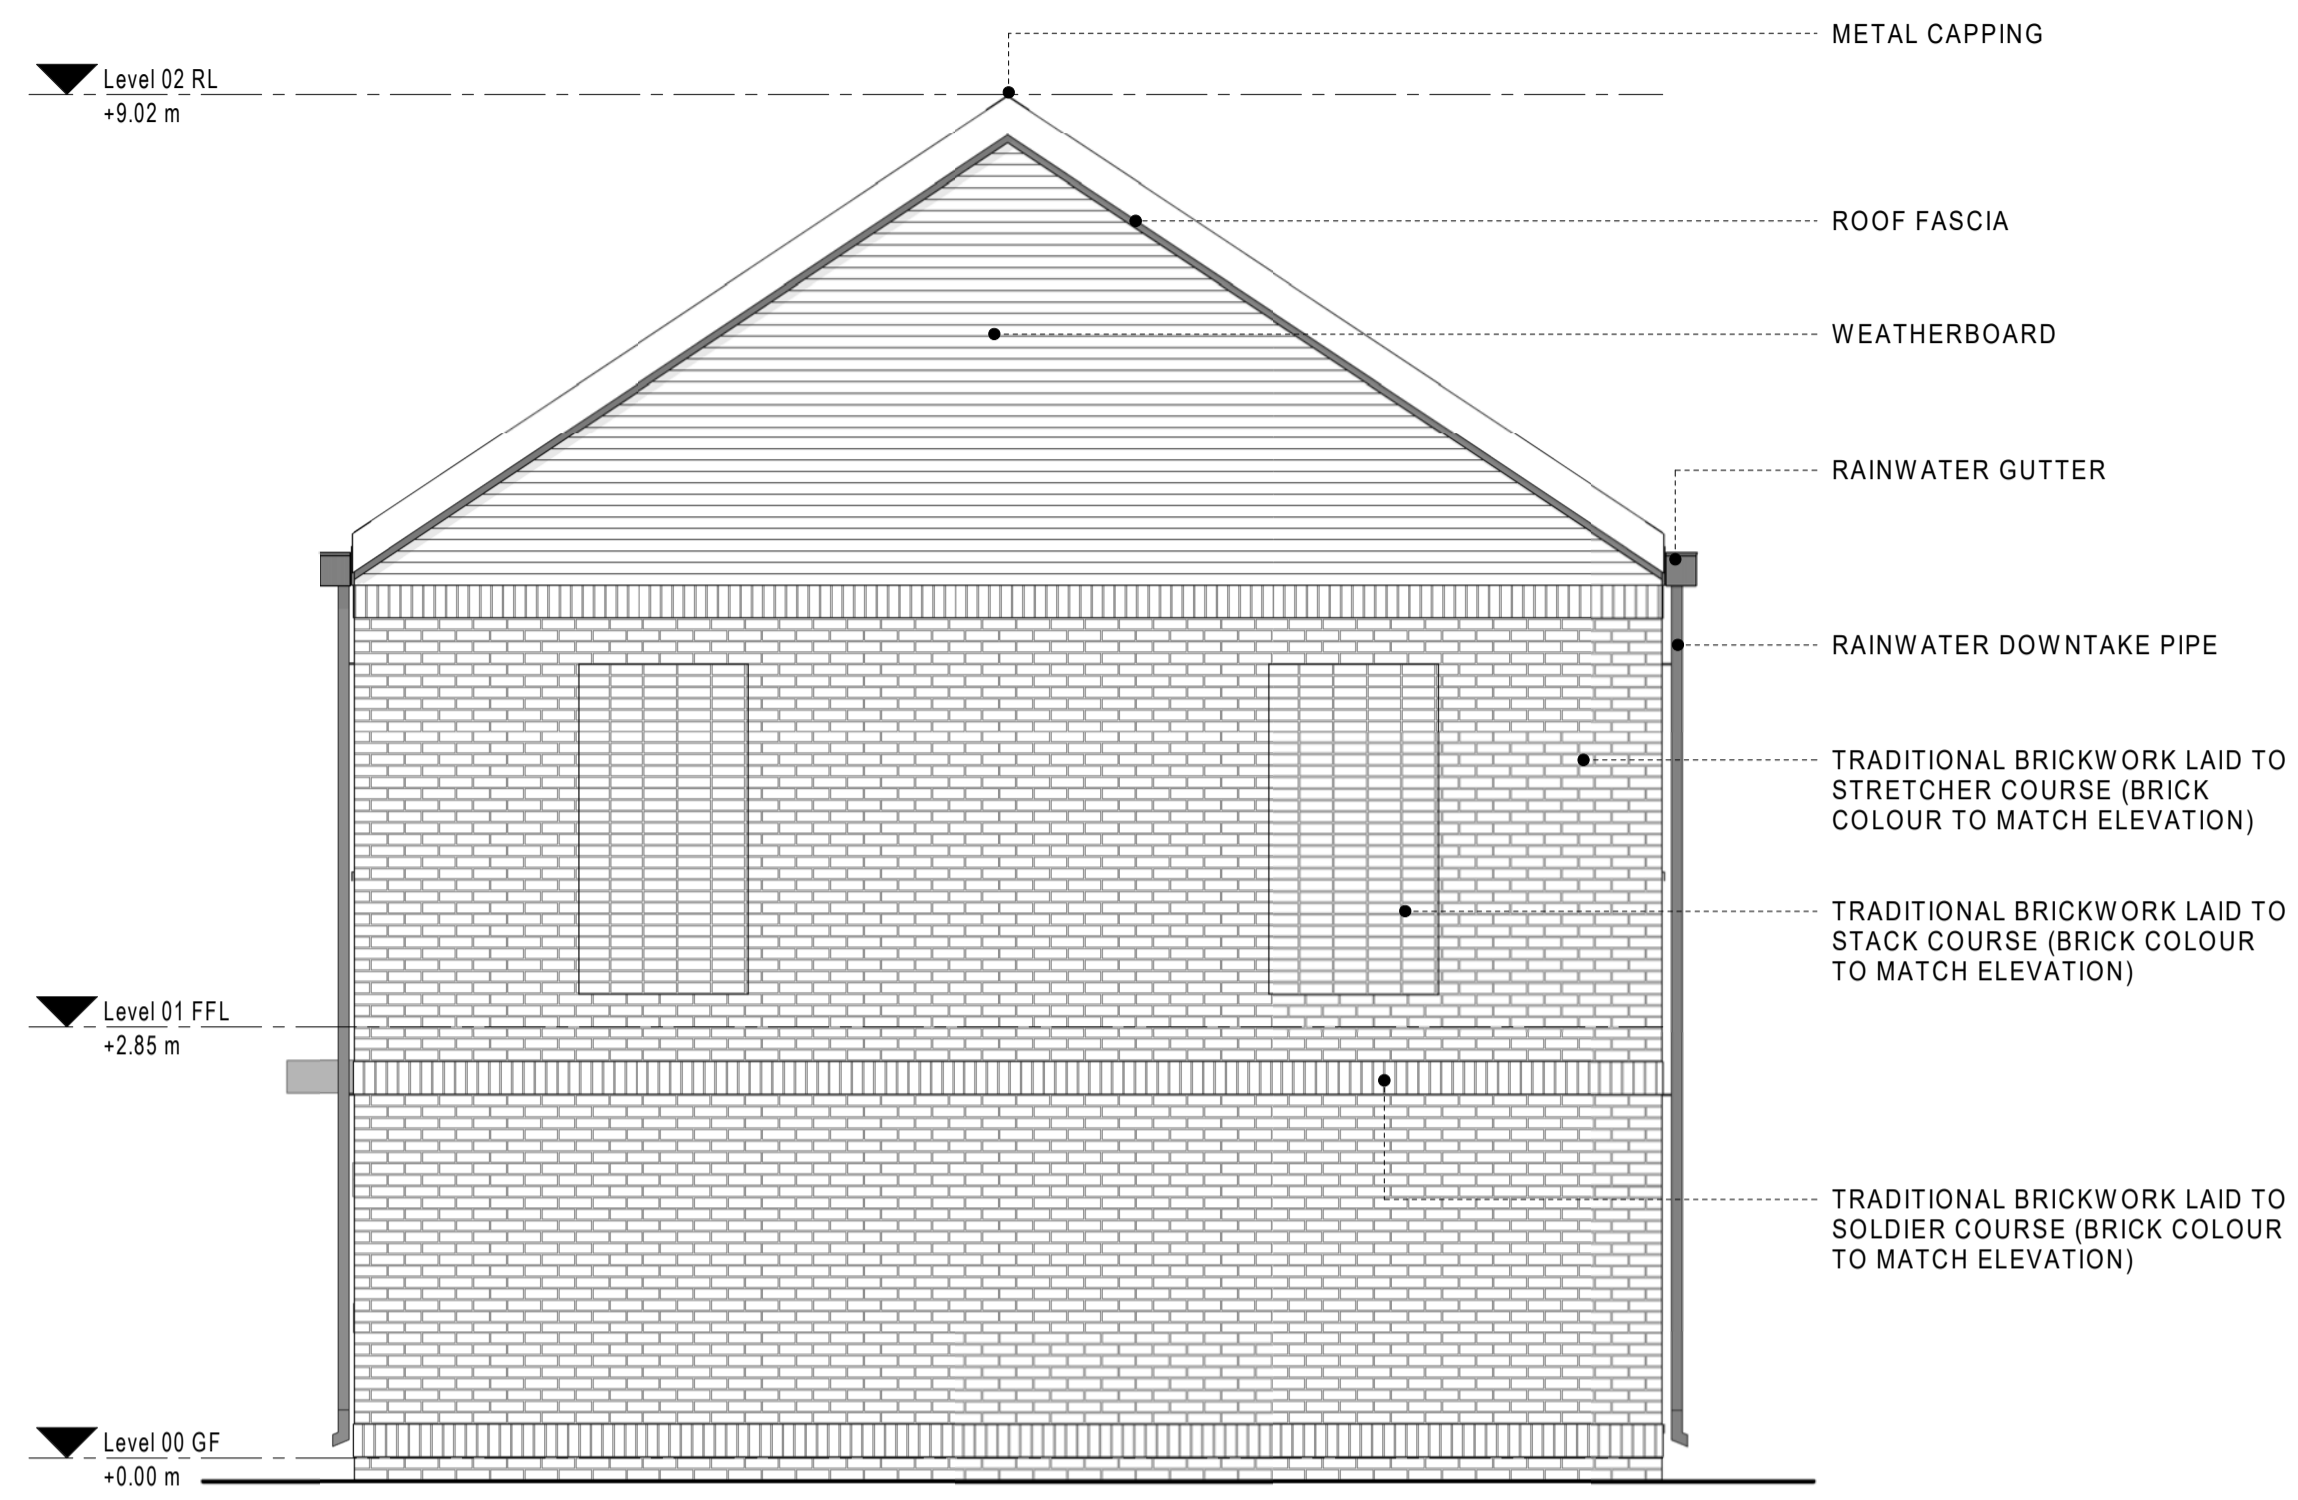 METAL CAPPING
Level 02 RL
+9.02 m
ROOF FASCIA
WEATHERBOARD
RAINWATER GUTTER
RAINWATER DOWNTAKE PIPE
TRADITIONAL BRICKWORK LAID TO
STRETCHER COURSE (BRICK
COLOUR TO MATCH ELEVATION)
TRADITIONAL BRICKWORK LAID TO
STACK COURSE (BRICK COLOUR
TO MATCH ELEVATION)
Level 01 FFL
+2.85 m
TRADITIONAL BRICKWORK LAID TO
SOLDIER COURSE (BRICK COLOUR
TO MATCH ELEVATION)
Level 00 GF
+0.00 m